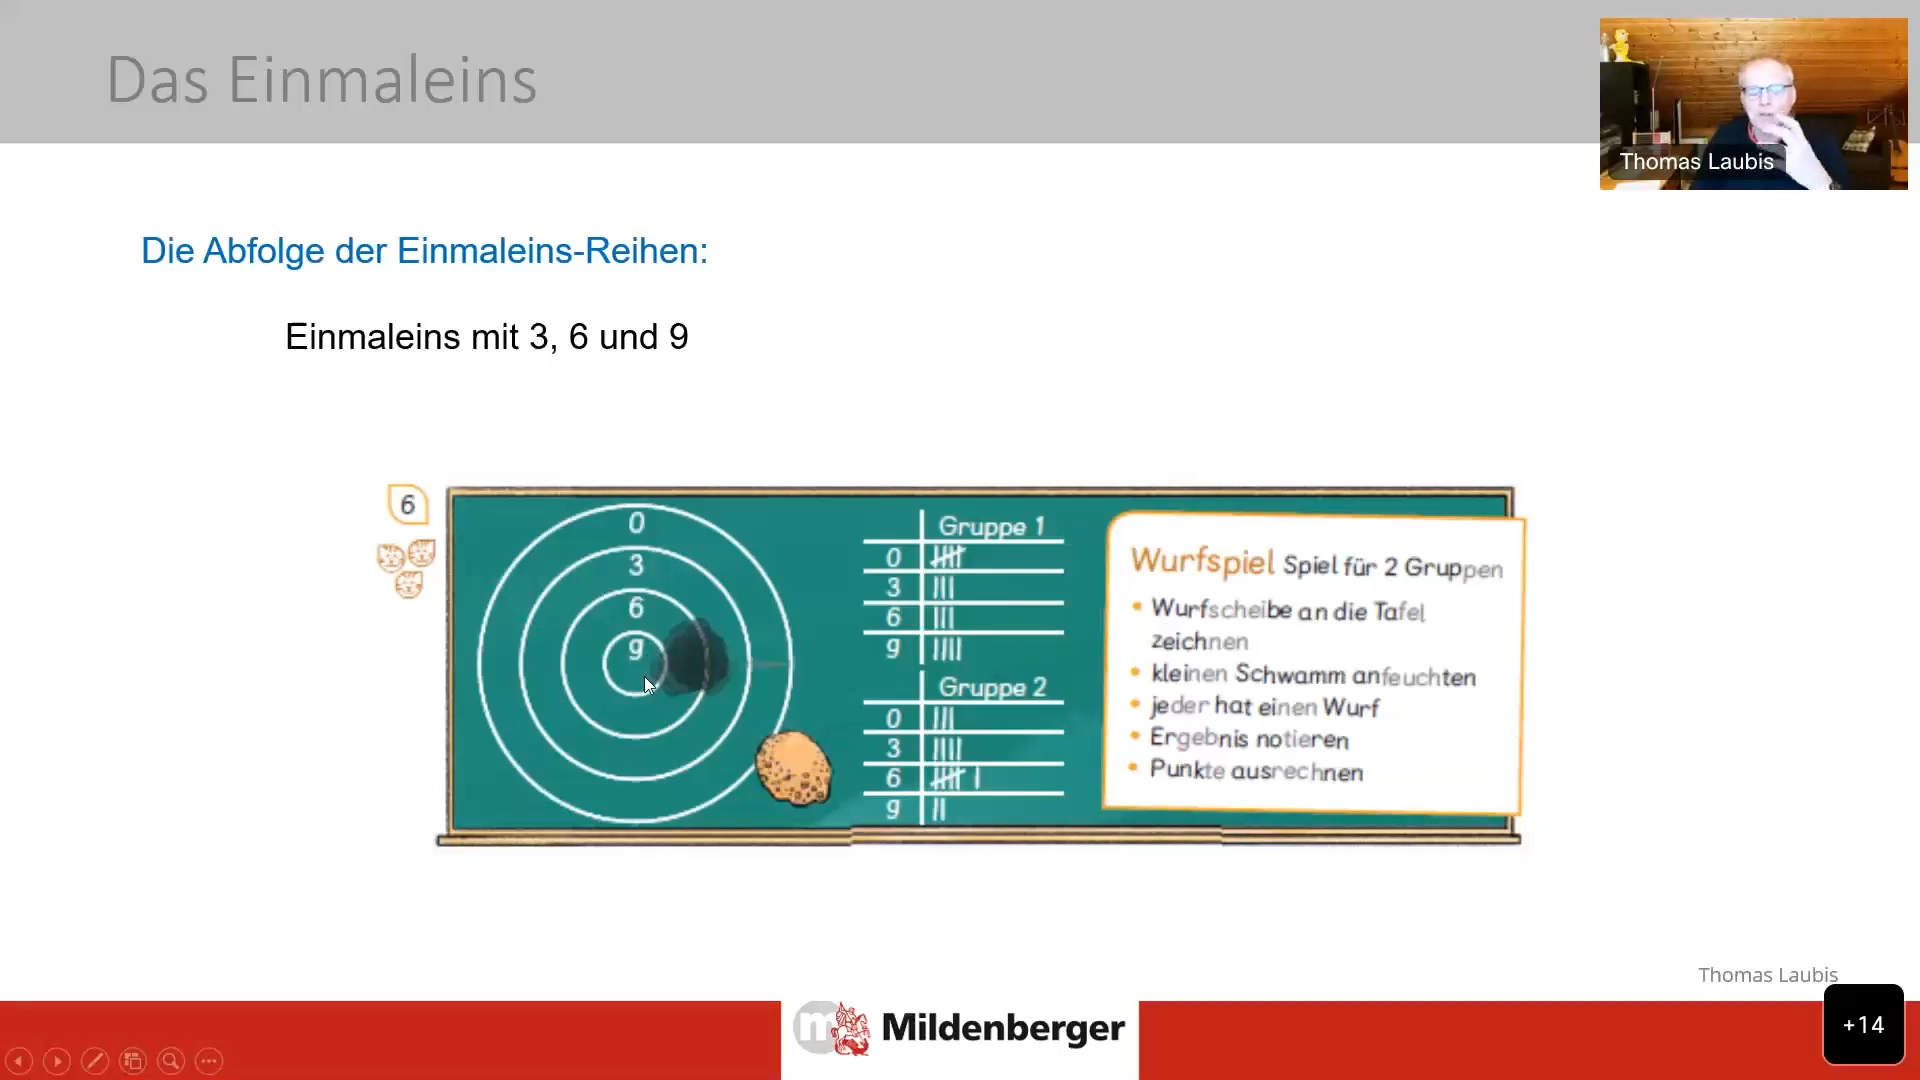 Das Einmaleins
Thomas Laubis
Die Abfolge der Einmaleins-Reihen:
Einmaleins mit 3, 6 und 9
6
0
3
6
9
Gruppe 1
0
3
6
9
Gruppe 2
0
3
6
9
Wurfspiel Spiel für 2 Gruppen
• Wurfscheibe an die Tafel
zeichnen
• kleinen Schwamm anfeuchten
• jeder hat einen Wurf
• Ergebnis notieren
• Punkte ausrechnen
Thomas Laubis
m Mildenberger
+14